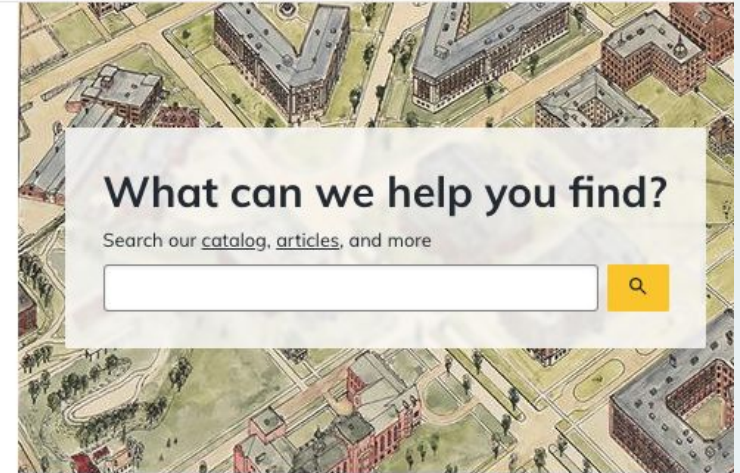 What can we help you find?
Search our catalog, articles, and more